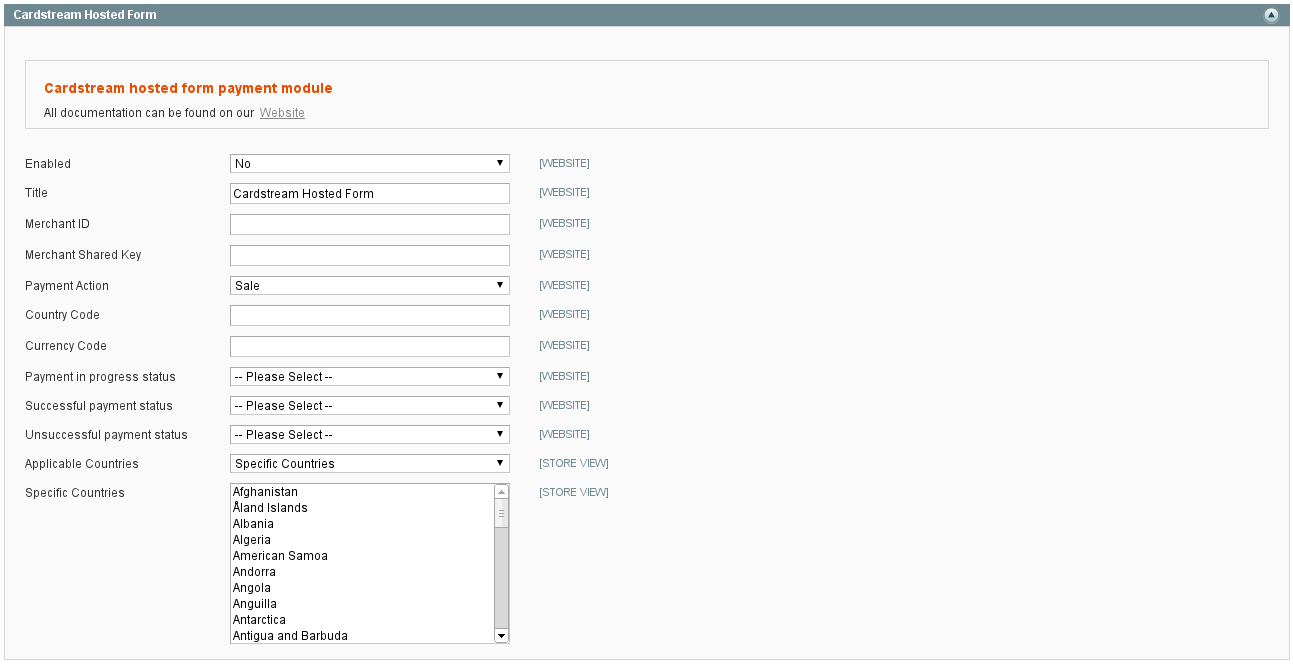 Cardstream Hosted Form
Cardstream hosted form payment module
All documentation can be found on our Website
Enabled No [WEBSITE]
Title Cardstream Hosted Form [WEBSITE]
Merchant ID [WEBSITE]
Merchant Shared Key [WEBSITE]
Payment Action Sale [WEBSITE]
Country Code [WEBSITE]
Currency Code [WEBSITE]
Payment in progress status -- Please Select -- [WEBSITE]
Successful payment status -- Please Select -- [WEBSITE]
Unsuccessful payment status -- Please Select -- [WEBSITE]
Applicable Countries Specific Countries [STORE VIEW]
Specific Countries Afghanistan [STORE VIEW]
Åland Islands
Albania
Algeria
American Samoa
Andorra
Angola
Anguilla
Antarctica
Antigua and Barbuda